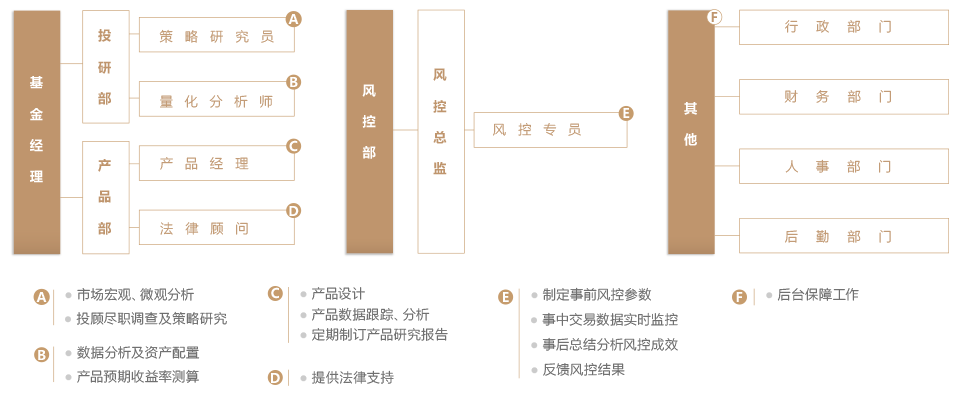 基金经理
投研部
策略研究员
A
量化分析师
B
产品部
产品经理
C
法律顾问
D
风控部
风控总监
风控专员
E
其他
F
行政部门
财务部门
人事部门
后勤部门
A
市场宏观、微观分析
投顾尽职调查及策略研究
B
数据分析及资产配置
产品预期收益率测算
C
产品设计
产品数据跟踪、分析
定期制订产品研究报告
D
提供法律支持
E
制定事前风控参数
事中交易数据实时监控
事后总结分析风控成效
反馈风控结果
F
后台保障工作